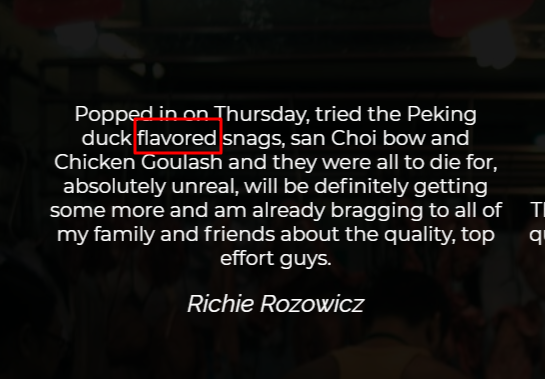 Popped in on Thursday, tried the Peking
duck flavored snags, san Choi bow and
Chicken Goulash and they were all to die for,
absolutely unreal, will be definitely getting
some more and am already bragging to all of
my family and friends about the quality, top
effort guys.
Richie Rozowicz